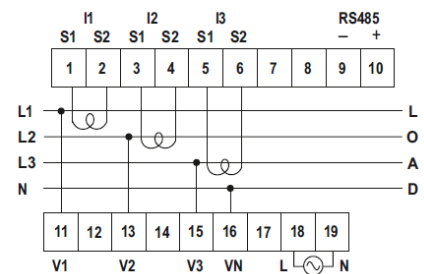 I1 I2 I3 RS485
S1 S2 S1 S2 S1 S2 – +
1 2 3 4 5 6 7 8 9 10
L1 L
L2 O
L3 A
N D
11 12 13 14 15 16 17 18 19
V1 V2 V3 VN L N